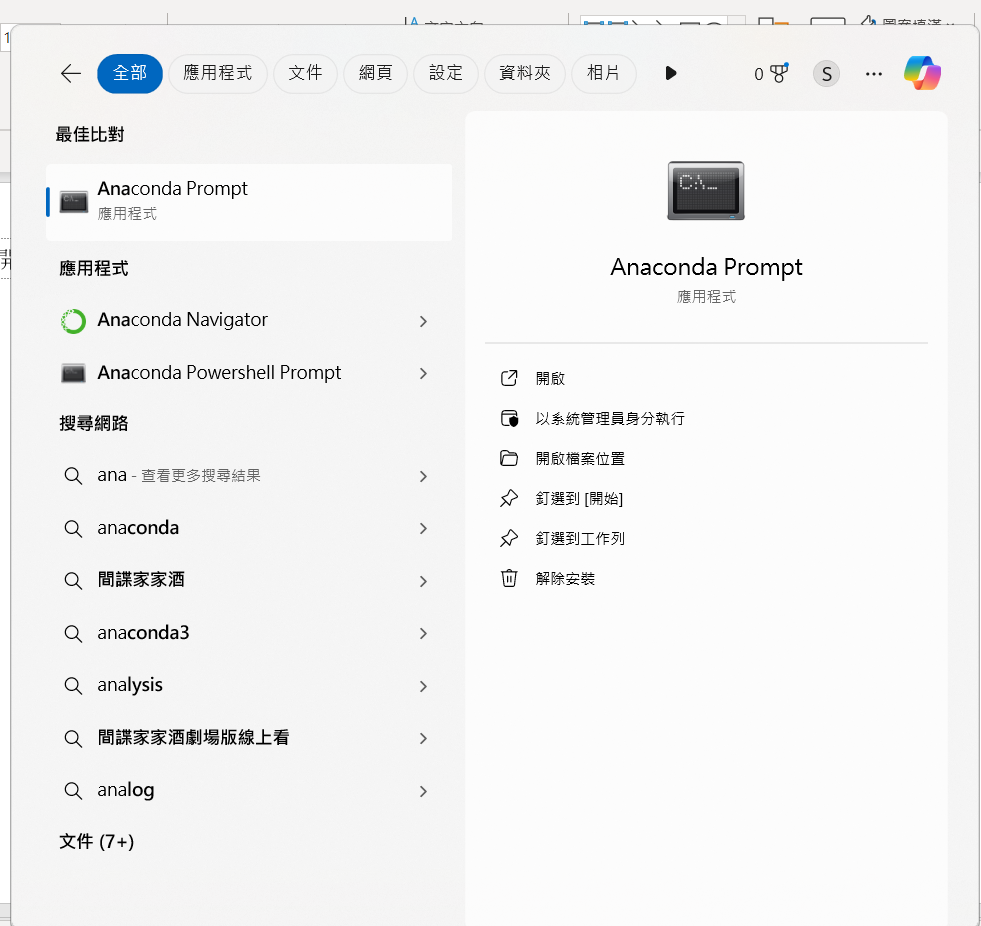 全部
應用程式
文件
網頁
設定
資料夾
相片
0
S
最佳比對
Anaconda Prompt
應用程式
應用程式
Anaconda Navigator
Anaconda Powershell Prompt
搜尋網路
ana - 查看更多搜尋結果
anaconda
間諜家家酒
anaconda3
analysis
間諜家家酒劇場版線上看
analog
文件 (7+)
C:\_
Anaconda Prompt
應用程式
開啟
以系統管理員身分執行
開啟檔案位置
釘選到 [開始]
釘選到工作列
解除安裝